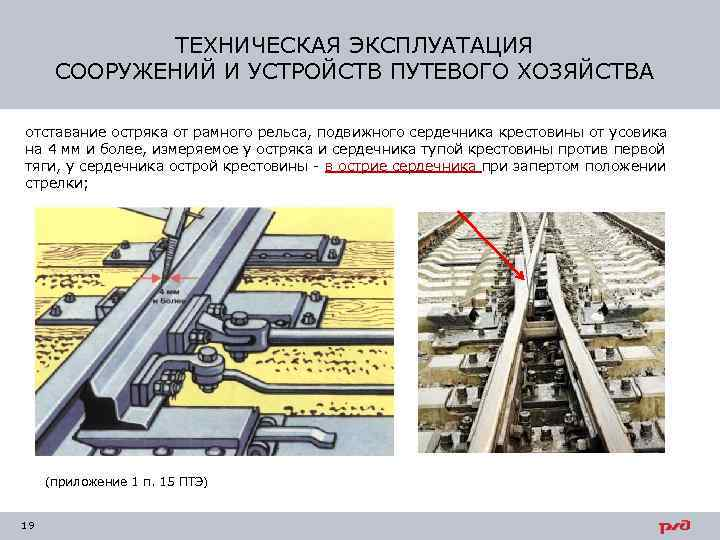 ТЕХНИЧЕСКАЯ ЭКСПЛУАТАЦИЯ
СООРУЖЕНИЙ И УСТРОЙСТВ ПУТЕВОГО ХОЗЯЙСТВА
отставание остряка от рамного рельса, подвижного сердечника крестовины от усовика
на 4 мм и более, измеряемое у остряка и сердечника тупой крестовины против первой
тяги, у сердечника острой крестовины - в острие сердечника при запертом положении
стрелки;
4 мм
и более
(приложение 1 п. 15 ПТЭ)
19
ржд